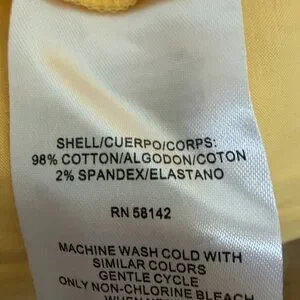 SHELL/CUERPO/CORPS:
98% COTTON/ALGODON/COTON
2% SPANDEX/ELASTANO
RN 58142
MACHINE WASH COLD WITH
SIMILAR COLORS
GENTLE CYCLE
ONLY NON-CHLORINE BLEACH
WHEN